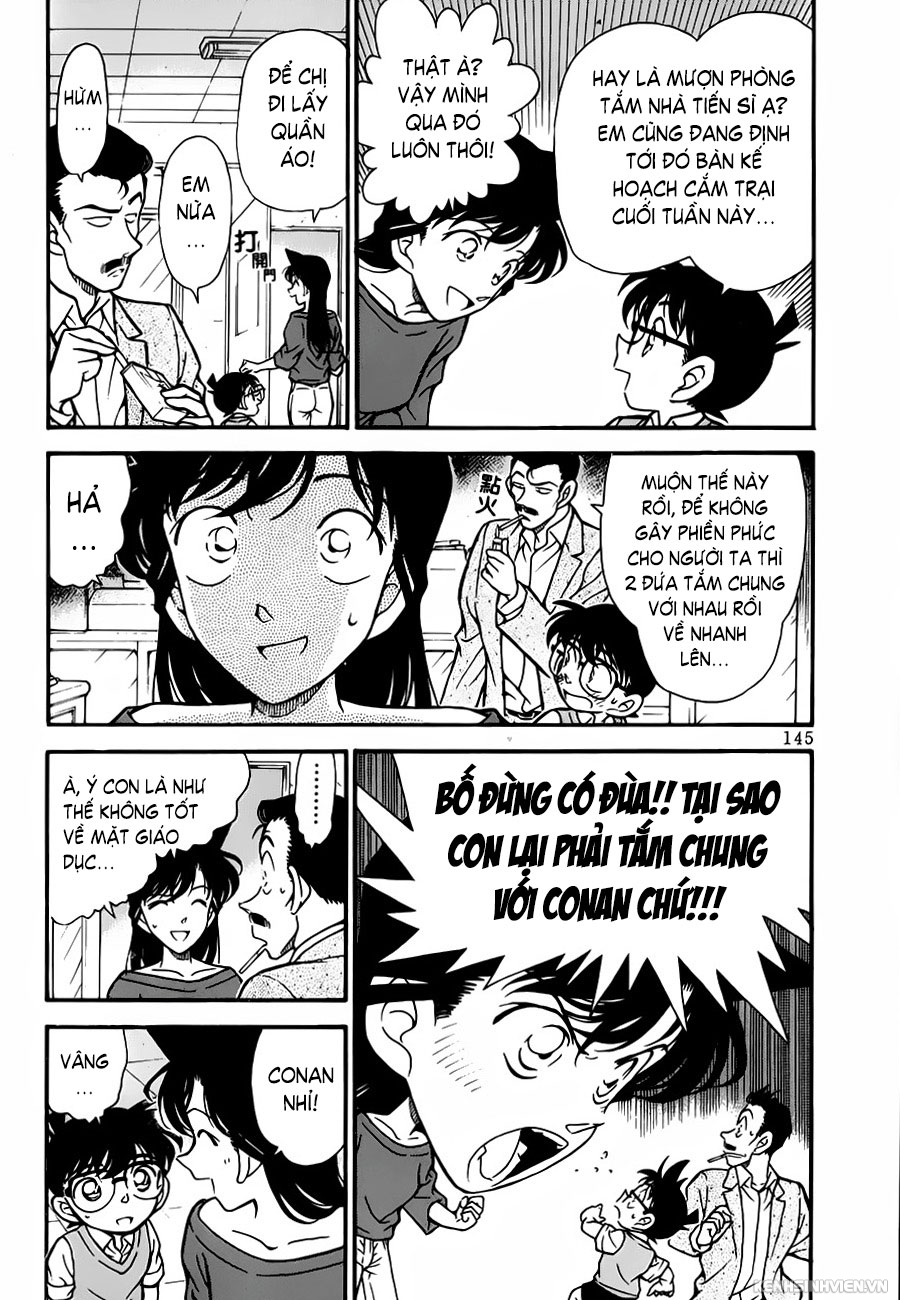 HAY LÀ MƯỢN PHÒNG
TẮM NHÀ TIẾN SĨ Ạ?
EM CŨNG ĐANG ĐỊNH
TỚI ĐÓ BÀN KẾ
HOẠCH CẮM TRẠI
CUỐI TUẦN NÀY...
THẬT À?
VẬY MÌNH
QUA ĐÓ
LUÔN THÔI!
ĐỂ CHỊ
ĐI LẤY
QUẦN
ÁO!
EM
NỮA
...
HỪM
...
打
開
門
MUỘN THẾ NÀY
RỒI, ĐỂ KHÔNG
GÂY PHIỀN PHỨC
CHO NGƯỜI TA THÌ
2 ĐỨA TẮM CHUNG
VỚI NHAU RỒI
VỀ NHANH
LÊN...
點
火
HẢ
...
145
BỐ ĐỪNG CÓ ĐÙA!! TẠI SAO
CON LẠI PHẢI TẮM CHUNG
VỚI CONAN CHỨ!!!
.........
À, Ý CON LÀ NHƯ
THẾ KHÔNG TỐT
VỀ MẶT GIÁO
DỤC...
CONAN
NHỈ!
VÂNG
...
KENHSINHVIEN.VN